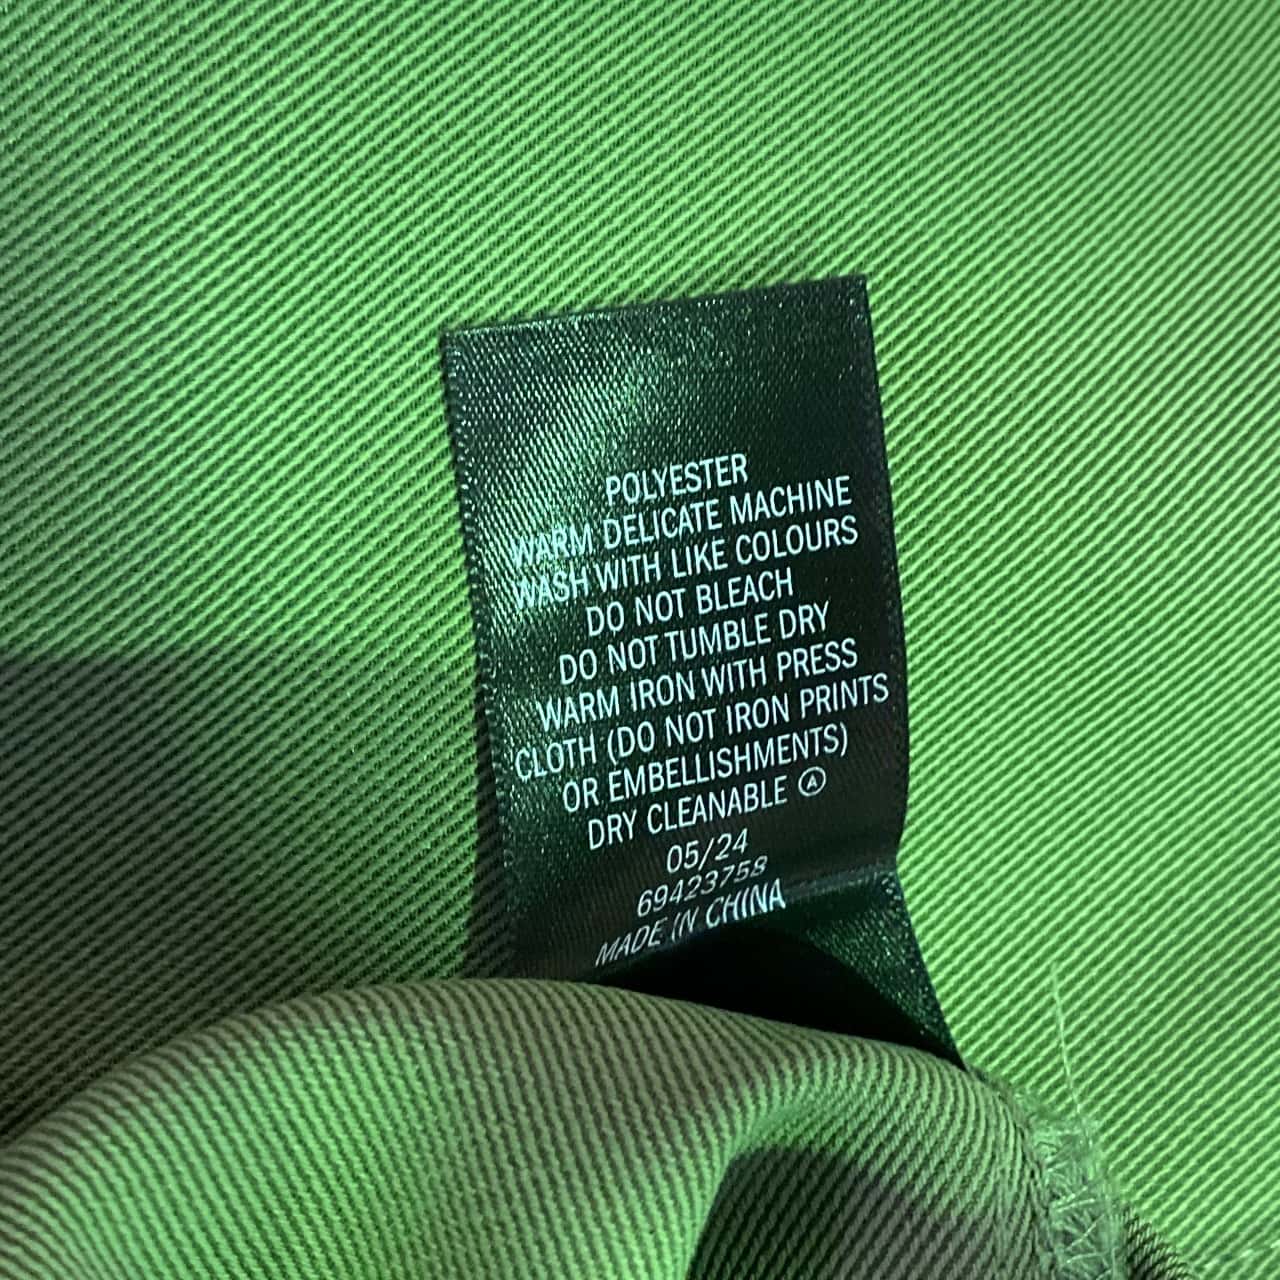 POLYESTER
WARM DELICATE MACHINE
WASH WITH LIKE COLOURS
DO NOT BLEACH
DO NOT TUMBLE DRY
WARM IRON WITH PRESS
CLOTH (DO NOT IRON PRINTS
OR EMBELLISHMENTS)
DRY CLEANABLE Ⓐ
05/24
69423758
MADE IN CHINA